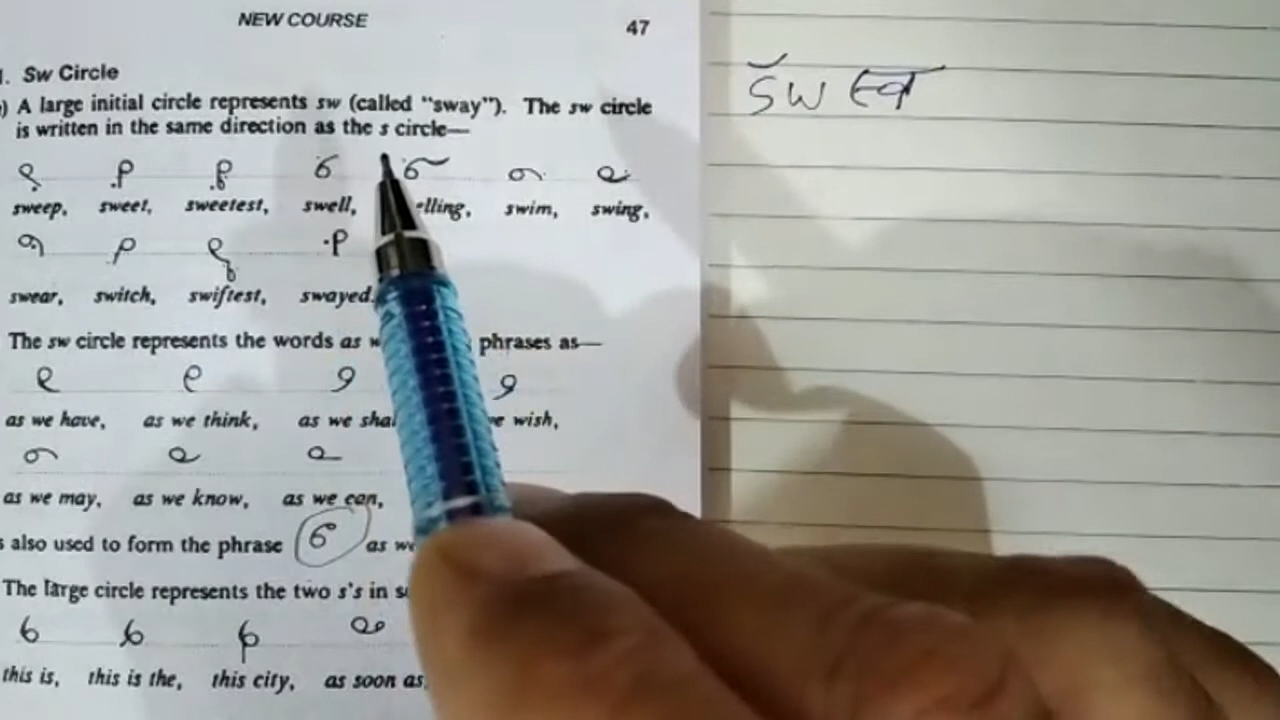 NEW COURSE
47
Sw Circle
A large initial circle represents sw (called "sway"). The sw circle
is written in the same direction as the s circle—
sweep, sweet, sweetest, swell, swim, swing,
swear, switch, swiftest, swayed.
The sw circle represents the words as phrases as—
as we have, as we think, as we wish,
as we may, as we know, as we can,
also used to form the phrase as
The large circle represents the two s's in
this is, this is the, this city, as soon as,
SW